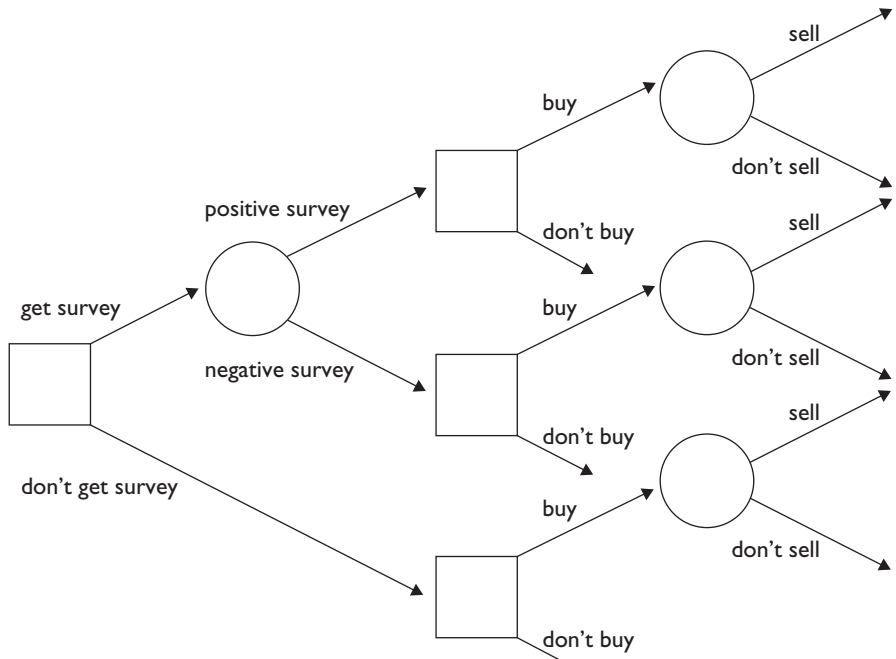 sell
buy
don't sell
positive survey
sell
don't buy
get survey
buy
don't sell
negative survey
sell
don't buy
don't get survey
buy
don't sell
don't buy